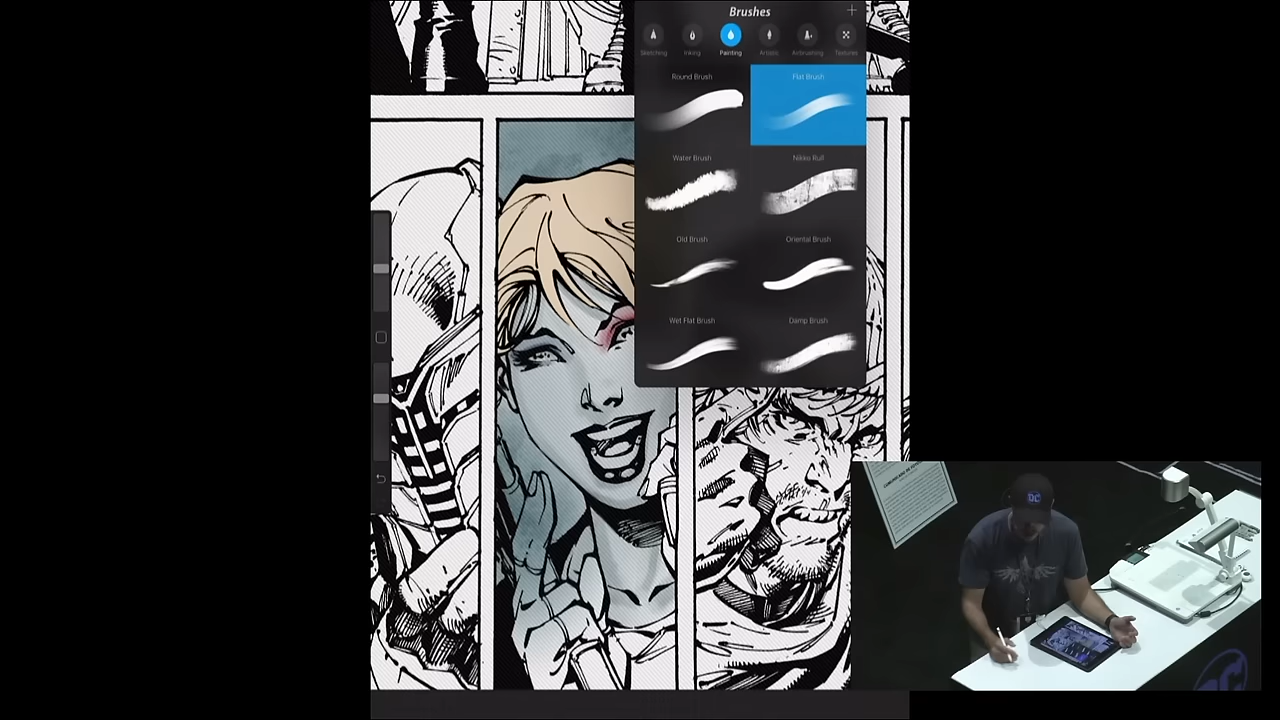 Brushes
Sketching
Inking
Painting
Artistic
Airbrushing
Textures
Round Brush
Flat Brush
Water Brush
Nikko Rull
Old Brush
Oriental Brush
Wet Flat Brush
Damp Brush
DC